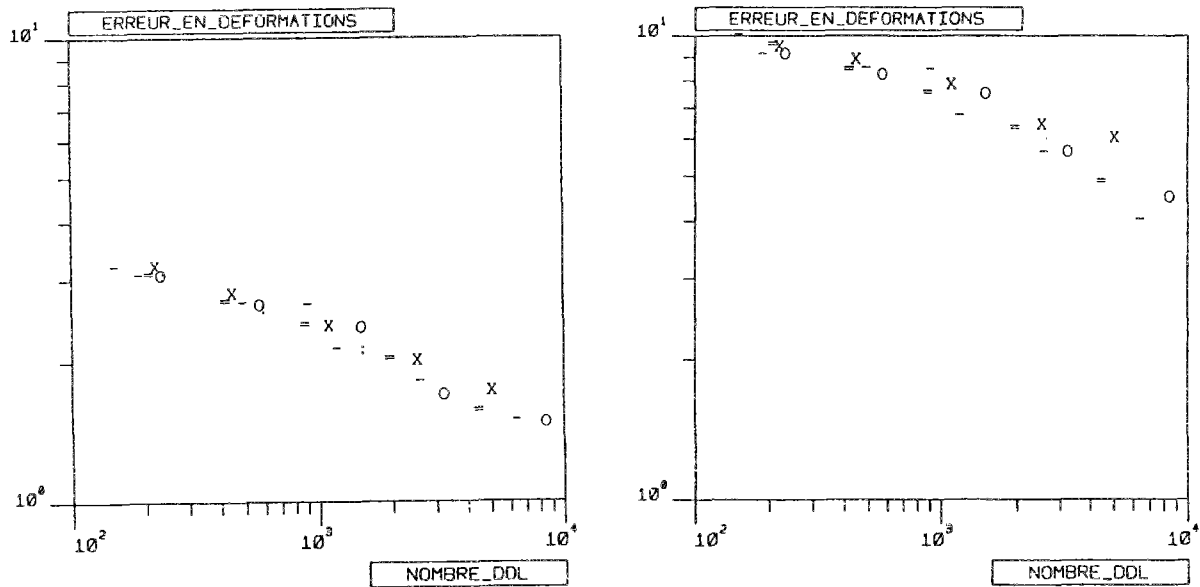 ERREUR_EN_DEFORMATIONS
10¹
10⁰
10² 10³ 10⁴
NOMBRE_DDL
ERREUR_EN_DEFORMATIONS
10¹
10⁰
10² 10³ 10⁴
NOMBRE_DDL